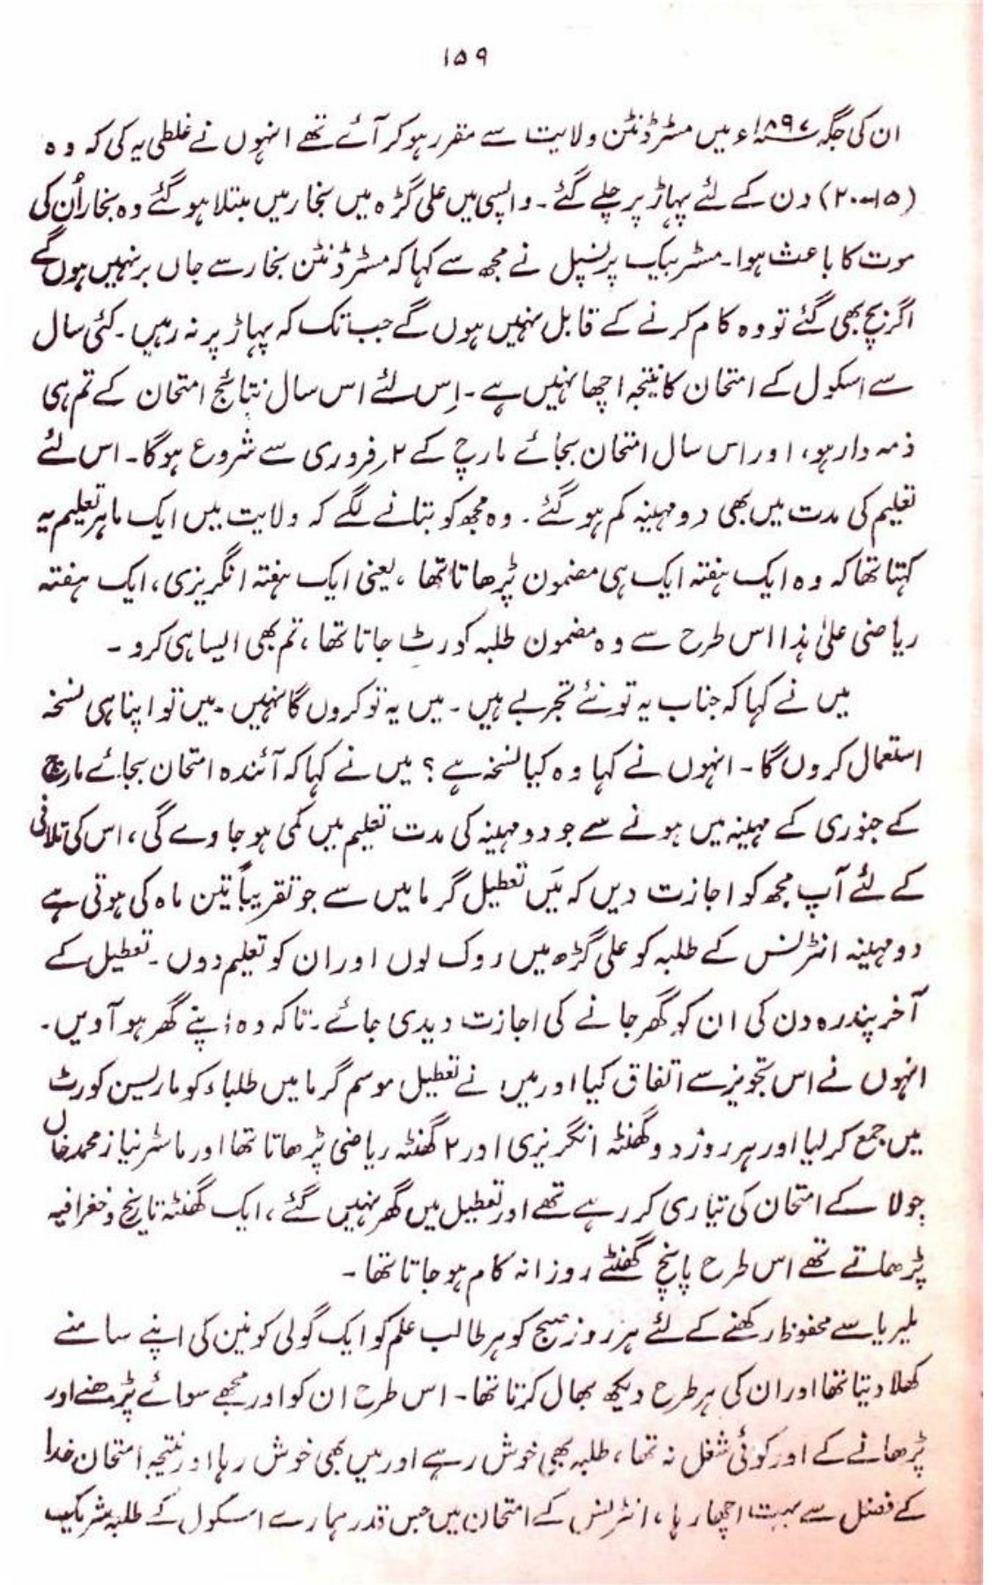 ۱۵۹
ان کی جگہ ۱۸۹۷ء میں مسٹر ڈنٹن ولایت سے مقرر ہو کر آئے تھے انہوں نے غلطی یہ کی کہ وہ
(۱۵-۲۰) دن کے لئے پہاڑ پر چلے گئے۔ واپسی میں علی گڑہ میں بخار میں مبتلا ہو گئے وہ بخار اُن کی
موت کا باعث ہوا۔ مسٹر بیک پرنسپل نے مجھ سے کہا کہ مسٹر ڈنٹن بخار سے جاں بر نہیں ہوں گے
اگر بچ بھی گئے تو وہ کام کرنے کے قابل نہیں ہوں گے جب تک کہ پہاڑ پر نہ رہیں۔ کئی سال
سے اسکول کے امتحان کا نتیجہ اچھا نہیں ہے۔ اِس لئے اس سال نتائج امتحان کے تم ہی
ذمہ دار ہو، اور اس سال امتحان بجائے مارچ کے ۲ر فروری سے شروع ہوگا۔ اس لئے
تعلیم کی مدت میں بھی دو مہینہ کم ہو گئے۔ وہ مجھ کو بتانے لگے کہ ولایت میں ایک ماہر تعلیم یہ
کہتا تھا کہ وہ ایک ہفتہ ایک ہی مضمون پڑھاتا تھا، یعنی ایک ہفتہ انگریزی، ایک ہفتہ
ریاضی علیٰ ہذا اس طرح سے وہ مضمون طلبہ کو رٹ جاتا تھا، تم بھی ایسا ہی کرو۔
میں نے کہا کہ جناب یہ تو نئے تجربے ہیں۔ میں یہ تو کروں گا نہیں۔ میں تو اپنا ہی نسخہ
استعمال کروں گا۔ انہوں نے کہا وہ کیا نسخہ ہے؟ میں نے کہا کہ آئندہ امتحان بجائے مارچ
کے جنوری کے مہینہ میں ہونے سے جو دو مہینہ کی مدت تعلیم میں کمی ہو جاوے گی، اس کی تلافی
کے لئے آپ مجھ کو اجازت دیں کہ میَں تعطیل گرما میں سے جو تقریباً تین ماہ کی ہوتی ہے
دو مہینہ انٹرنس کے طلبہ کو علی گڑھ میں روک لوں اور ان کو تعلیم دوں۔ تعطیل کے
آخر پندرہ دن کی ان کو گھر جانے کی اجازت دیدی جائے۔ تاکہ وہ اپنے گھر ہو آویں۔
انہوں نے اس تجویز سے اتفاق کیا اور میں نے تعطیل موسم گرما میں طلباء کو ماریسن کورٹ
میں جمع کر لیا اور ہر روز دو گھنٹہ انگریزی اور ۲ گھنٹہ ریاضی پڑھاتا تھا اور ماسٹر نیاز محمد خاں
جو لا کے امتحان کی تیاری کر رہے تھے اور تعطیل میں گھر نہیں گئے، ایک گھنٹہ تاریخ و جغرافیہ
پڑھاتے تھے اس طرح پانچ گھنٹے روزانہ کام ہو جاتا تھا۔
ملیریا سے محفوظ رکھنے کے لئے ہر روز صبح کو ہر طالب علم کو ایک گولی کونین کی اپنے سامنے
کھلا دیتا تھا اور ان کی ہر طرح دیکھ بھال کرتا تھا۔ اس طرح ان کو اور مجھے سوائے پڑھنے اور
پڑھانے کے اور کوئی شغل نہ تھا، طلبہ بھی خوش رہے اور میں بھی خوش رہا اور نتیجہ امتحان خدا
کے فضل سے بہت اچھا رہا، انٹرنس کے امتحان میں جس قدر ہمارے اسکول کے طلبہ شریک